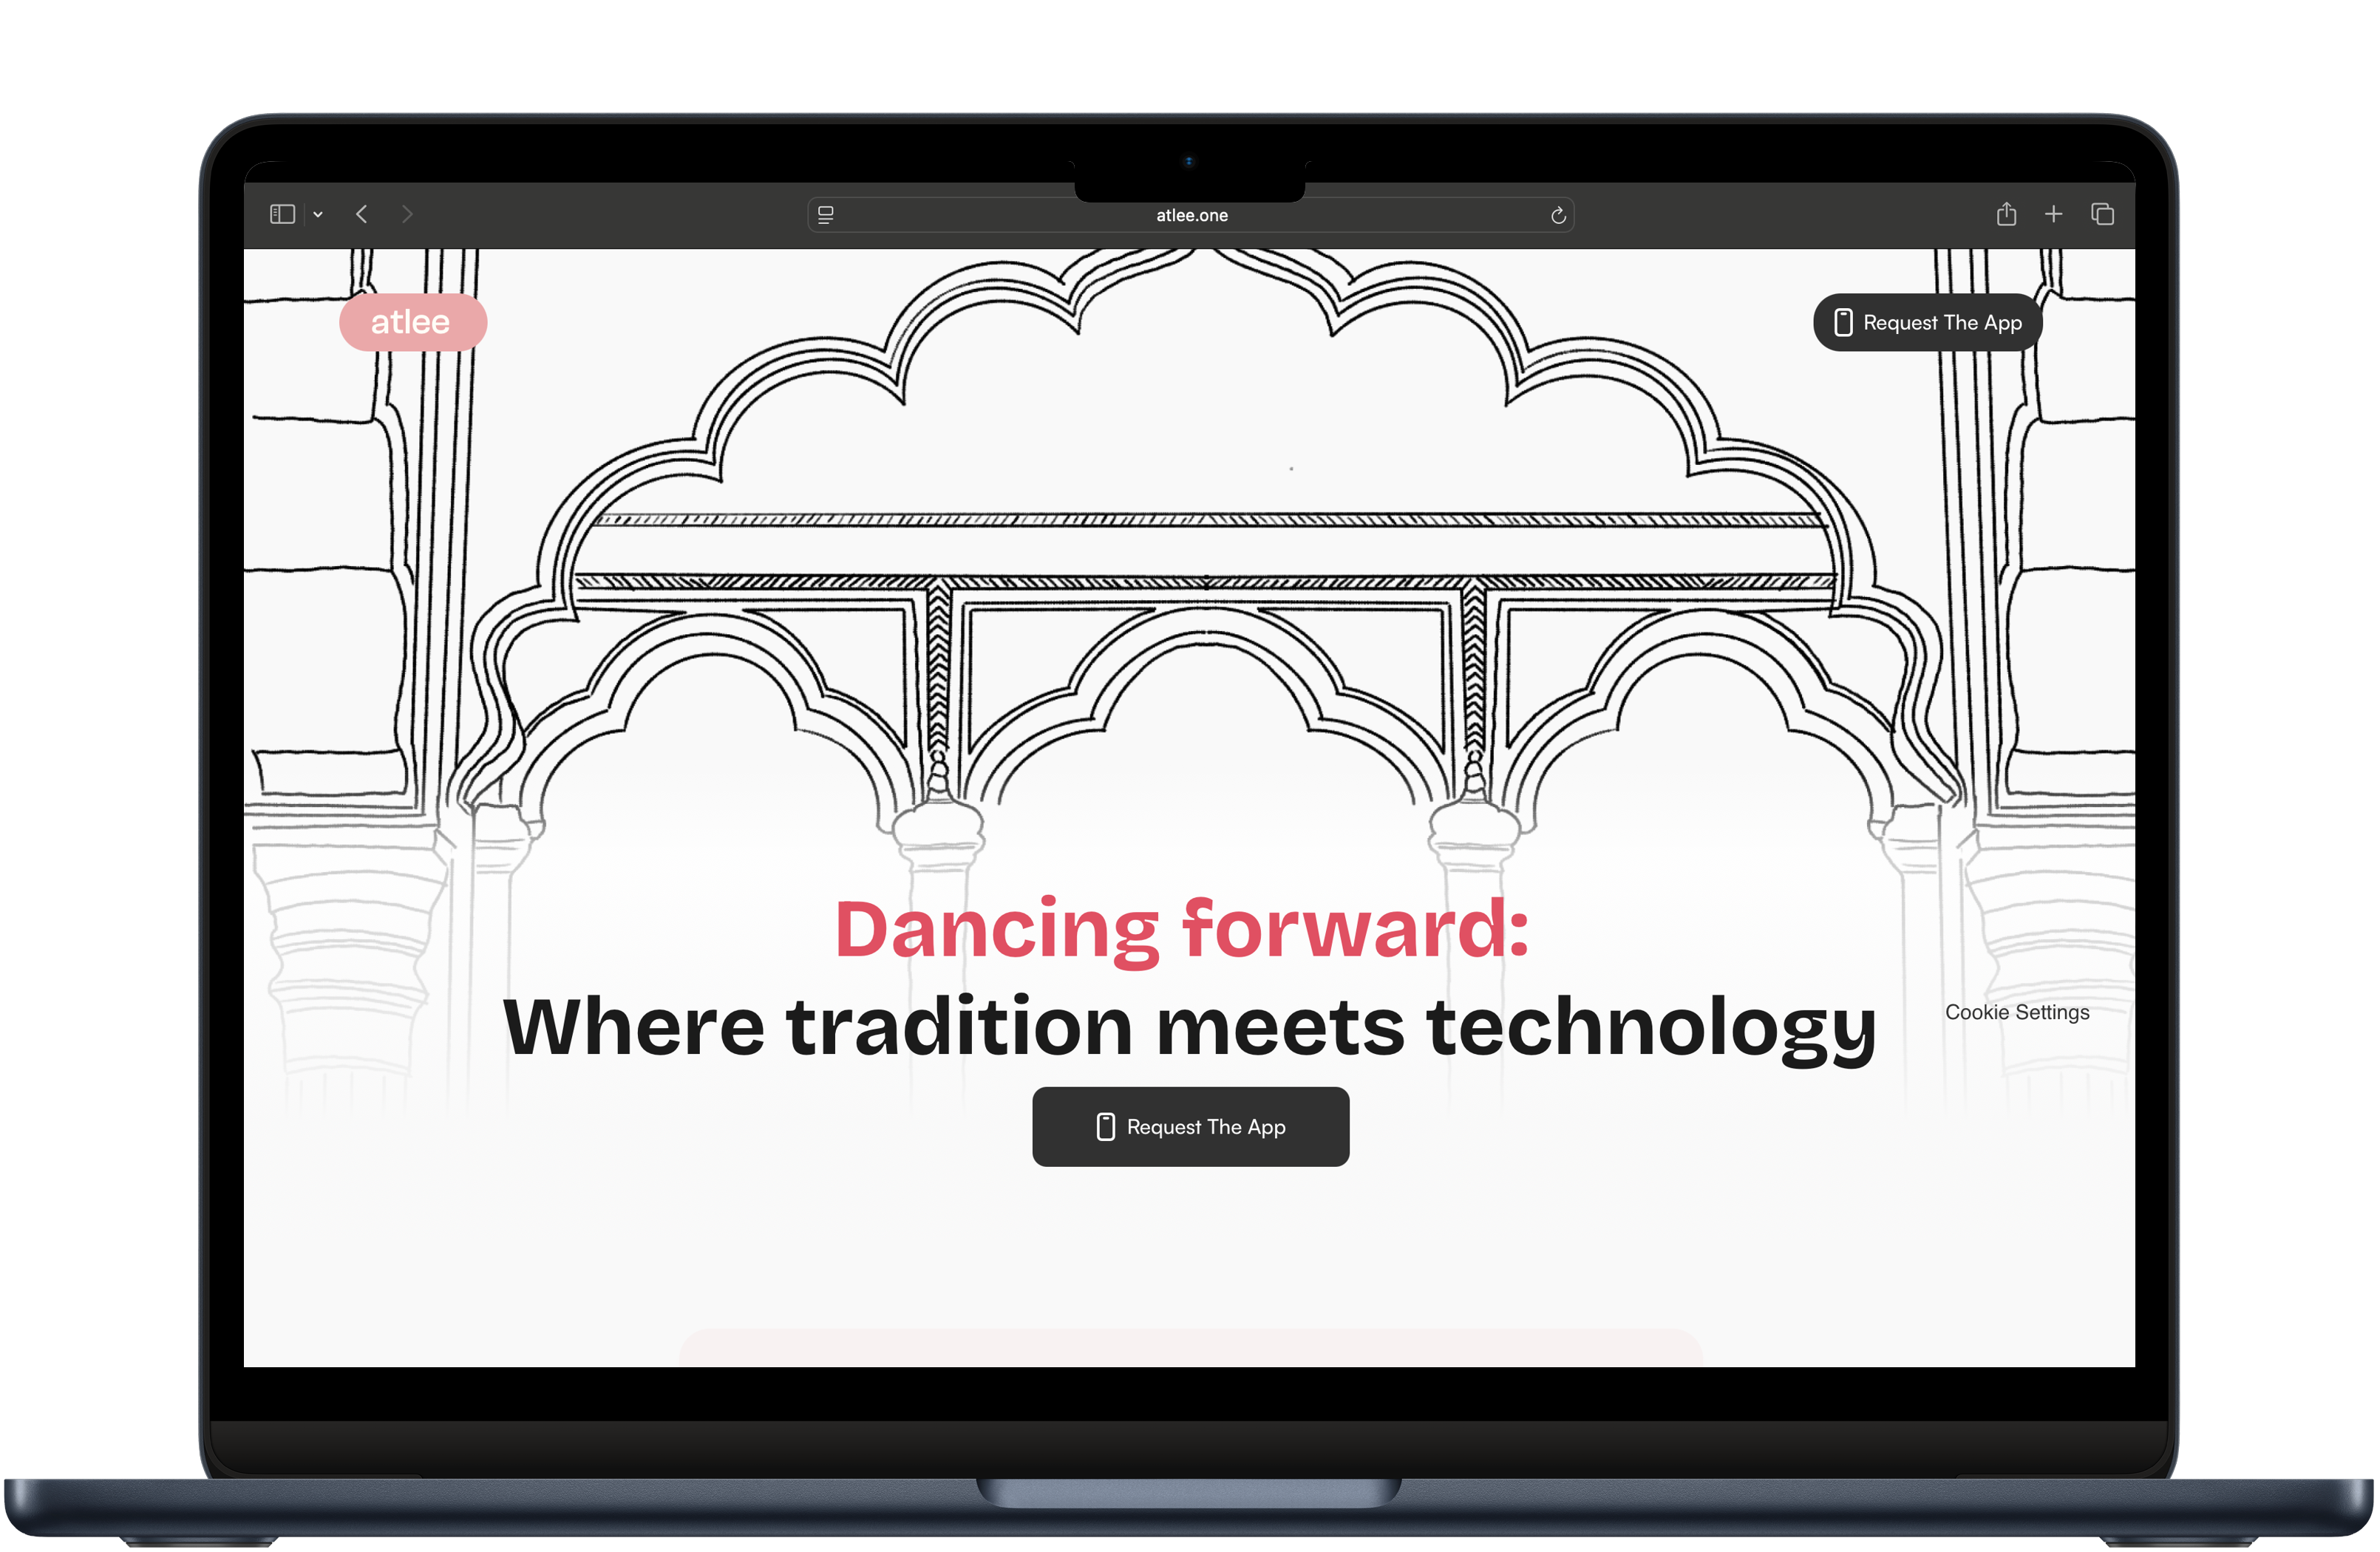 atlee.one
atlee
Request The App
Dancing forward:
Where tradition meets technology
Cookie Settings
Request The App